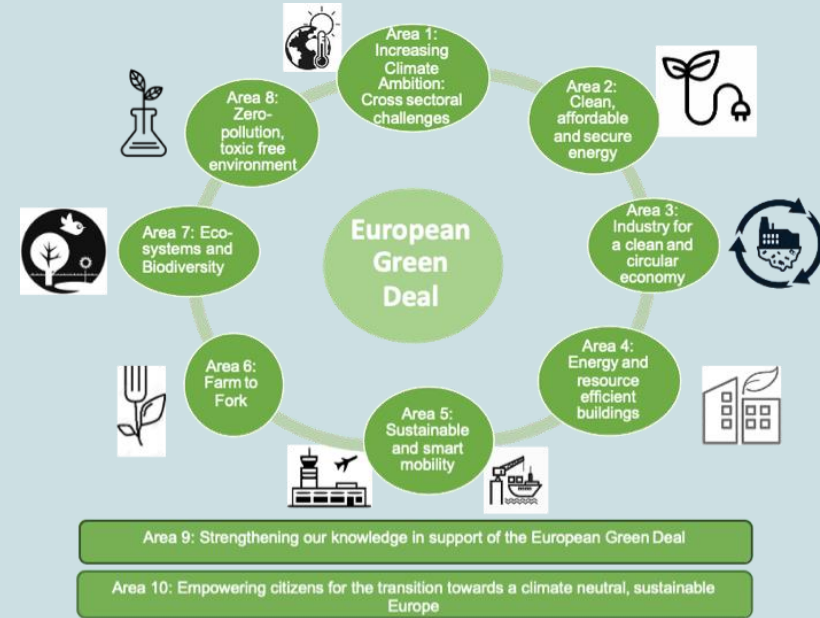 Area 1:
Increasing
Climate
Ambition:
Cross sectoral
challenges
Area 2:
Clean,
affordable
and secure
energy
Area 3:
Industry for
a clean and
circular
economy
Area 4:
Energy and
resource
efficient
buildings
Area 5:
Sustainable
and smart
mobility
Area 6:
Farm to
Fork
Area 7: Eco-
systems and
Biodiversity
Area 8:
Zero-
pollution,
toxic free
environment
European
Green
Deal
Area 9: Strengthening our knowledge in support of the European Green Deal
Area 10: Empowering citizens for the transition towards a climate neutral, sustainable
Europe